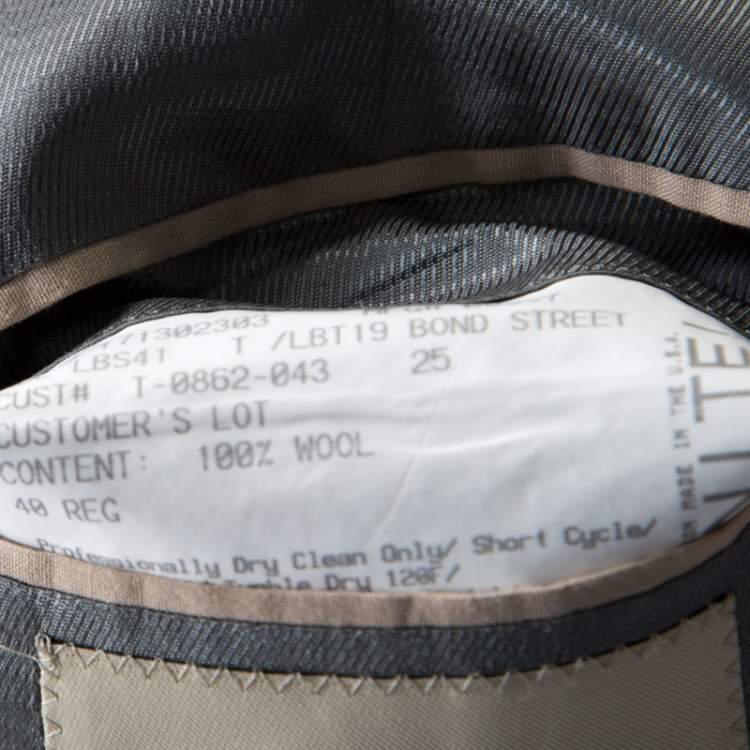 171302303
LBS41 T /LBT19 BOND STREET
CUST# T-0862-043 25
CUSTOMER'S LOT
CONTENT: 100% WOOL
40 REG
Professionally Dry Clean Only/ Short Cycle/
Tumble Dry 120F/
MADE IN THE U.S.A.